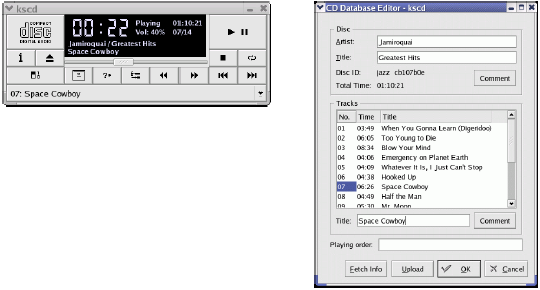 kscd
COMPACT disc DIGITAL AUDIO
00:22 Playing 01:10:21
Vol: 40% 07/14
Jamiroquai / Greatest Hits
Space Cowboy
07: Space Cowboy
CD Database Editor - kscd
Disc
Artist: Jamiroquai
Title: Greatest Hits
Disc ID: jazz cb107b0e
Total Time: 01:10:21
Comment
Tracks
No. Time Title
01 03:49 When You Gonna Learn (Digeridoo)
02 06:05 Too Young to Die
03 08:34 Blow Your Mind
04 04:06 Emergency on Planet Earth
05 04:09 Whatever It Is, I Just Can't Stop
06 04:38 Hooked Up
07 06:26 Space Cowboy
08 04:49 Half the Man
09 05:30 Mr. Moon
Title: Space Cowboy
Comment
Playing order:
Fetch Info Upload OK Cancel